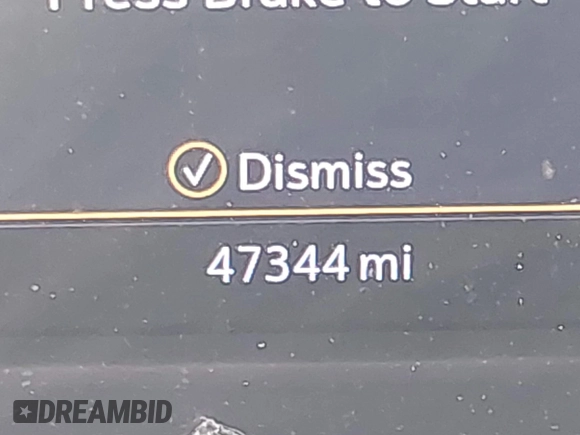 Press Brake to Start
Dismiss
47344 mi
DREAMBID